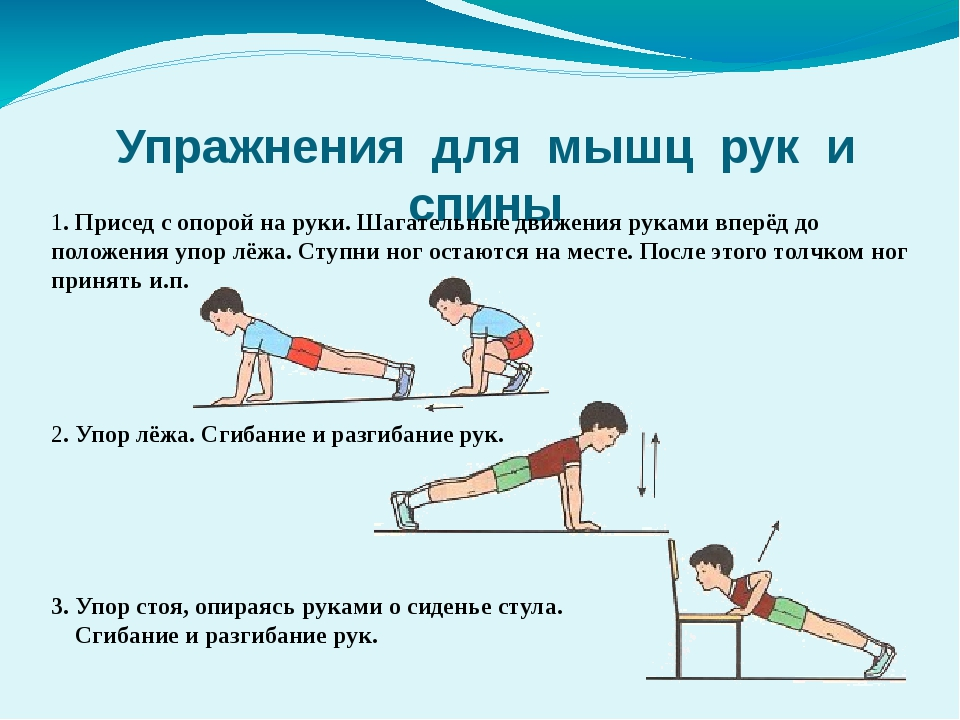 Упражнения для мышц рук и
спины
1. Присед с опорой на руки. Шагательные движения руками вперёд до
положения упор лёжа. Ступни ног остаются на месте. После этого толчком ног
принять и.п.
2. Упор лёжа. Сгибание и разгибание рук.
3. Упор стоя, опираясь руками о сиденье стула.
Сгибание и разгибание рук.